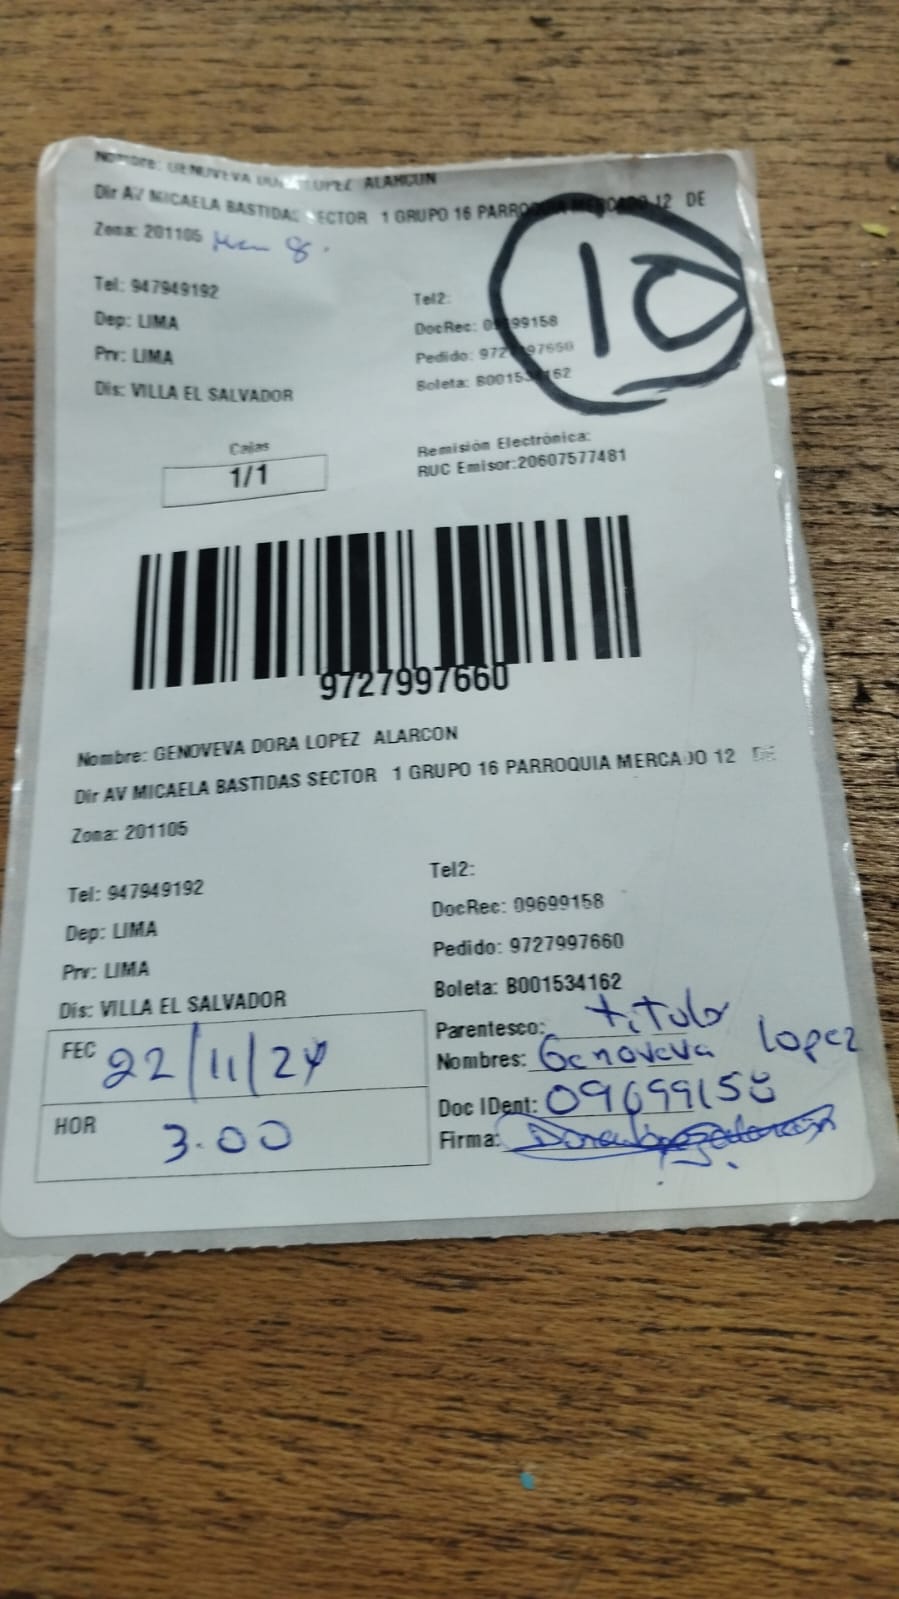 Nombre: GENOVEVA DORA LOPEZ ALARCON
Dir AV MICAELA BASTIDAS SECTOR 1 GRUPO 16 PARROQUIA MERCADO 12 DE
Zona: 201105
Tel: 947949192
Tel2:
Dep: LIMA
DocRec: 09699158
Prv: LIMA
Pedido: 9727997660
Dis: VILLA EL SALVADOR
Boleta: B001534162
10
Cajas
1/1
Remisión Electrónica:
RUC Emisor:20607577481
9727997660
Nombre: GENOVEVA DORA LOPEZ ALARCON
Dir AV MICAELA BASTIDAS SECTOR 1 GRUPO 16 PARROQUIA MERCADO 12 DE
Zona: 201105
Tel: 947949192
Tel2:
Dep: LIMA
DocRec: 09699158
Prv: LIMA
Pedido: 9727997660
Dis: VILLA EL SALVADOR
Boleta: B001534162
FEC 22/11/24
Parentesco: titular
Nombres: Genoveva Lopez
HOR 3.00
Doc IDent: 09699158
Firma: